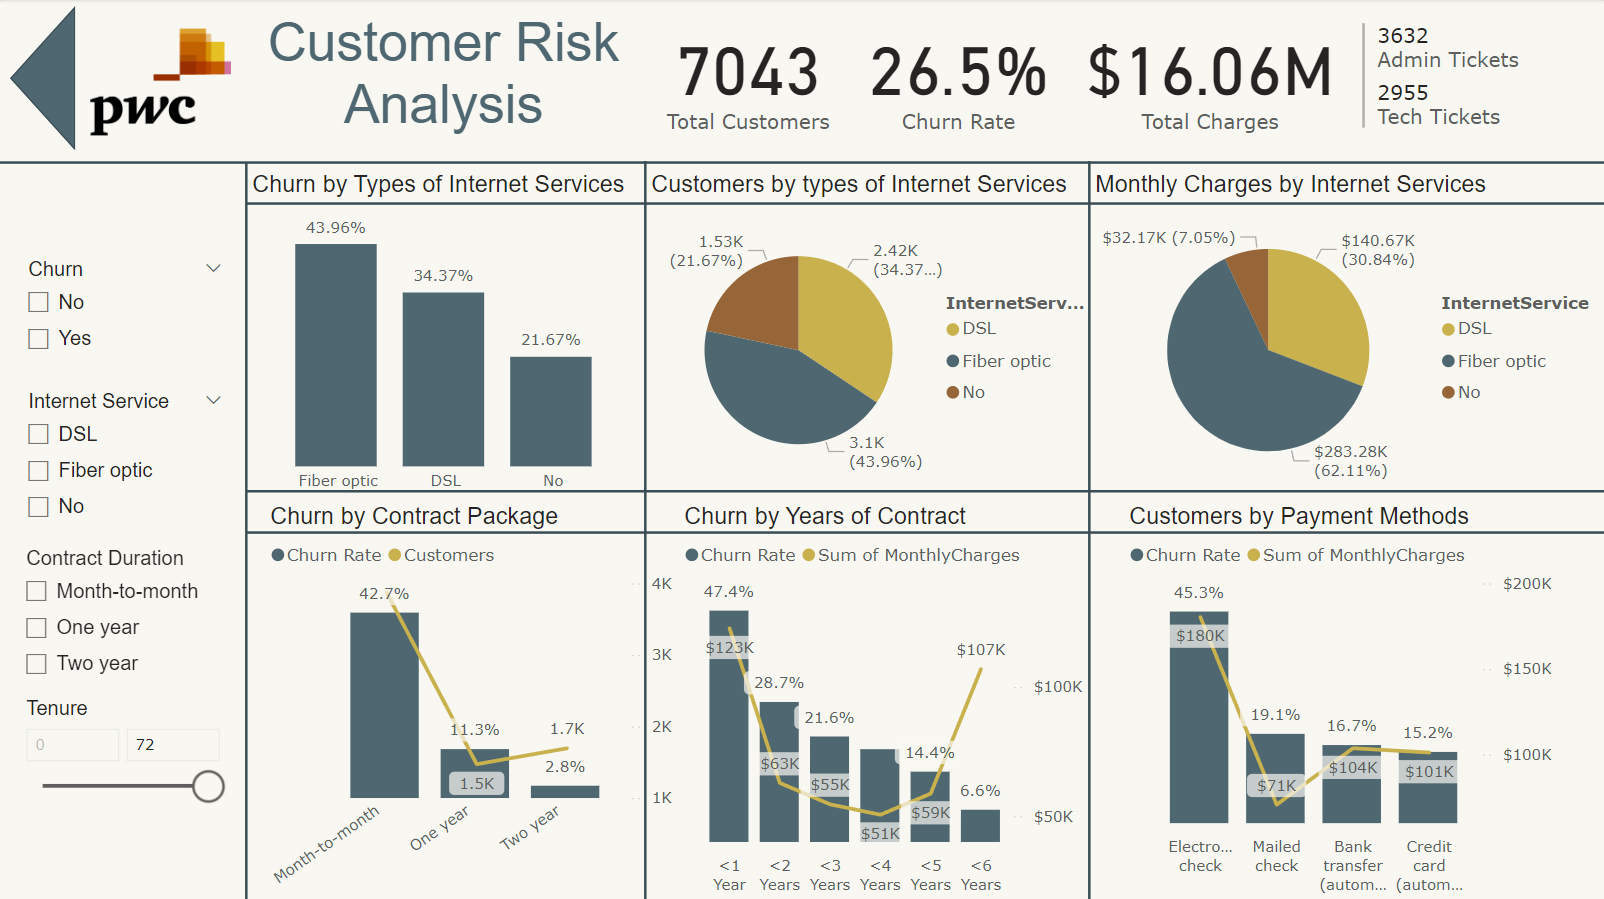 pwc
Customer Risk
Analysis
7043
Total Customers
26.5%
Churn Rate
$16.06M
Total Charges
3632
Admin Tickets
2955
Tech Tickets
Churn
No
Yes
Internet Service
DSL
Fiber optic
No
Contract Duration
Month-to-month
One year
Two year
Tenure
0
72
Churn by Types of Internet Services
43.96%
34.37%
21.67%
Fiber optic
DSL
No
Customers by types of Internet Services
1.53K
(21.67%)
2.42K
(34.37...)
3.1K
(43.96%)
InternetServ...
DSL
Fiber optic
No
Monthly Charges by Internet Services
$32.17K (7.05%)
$140.67K
(30.84%)
$283.28K
(62.11%)
InternetService
DSL
Fiber optic
No
Churn by Contract Package
Churn Rate
Customers
42.7%
11.3%
1.7K
2.8%
1.5K
4K
3K
2K
1K
Month-to-month
One year
Two year
Churn by Years of Contract
Churn Rate
Sum of MonthlyCharges
47.4%
$123K
28.7%
$63K
21.6%
$55K
$51K
14.4%
$59K
$107K
6.6%
$100K
$50K
<1
Year
<2
Years
<3
Years
<4
Years
<5
Years
<6
Years
Customers by Payment Methods
Churn Rate
Sum of MonthlyCharges
45.3%
$180K
19.1%
$71K
16.7%
$104K
15.2%
$101K
$200K
$150K
$100K
Electro...
check
Mailed
check
Bank
transfer
(autom...
Credit
card
(autom...